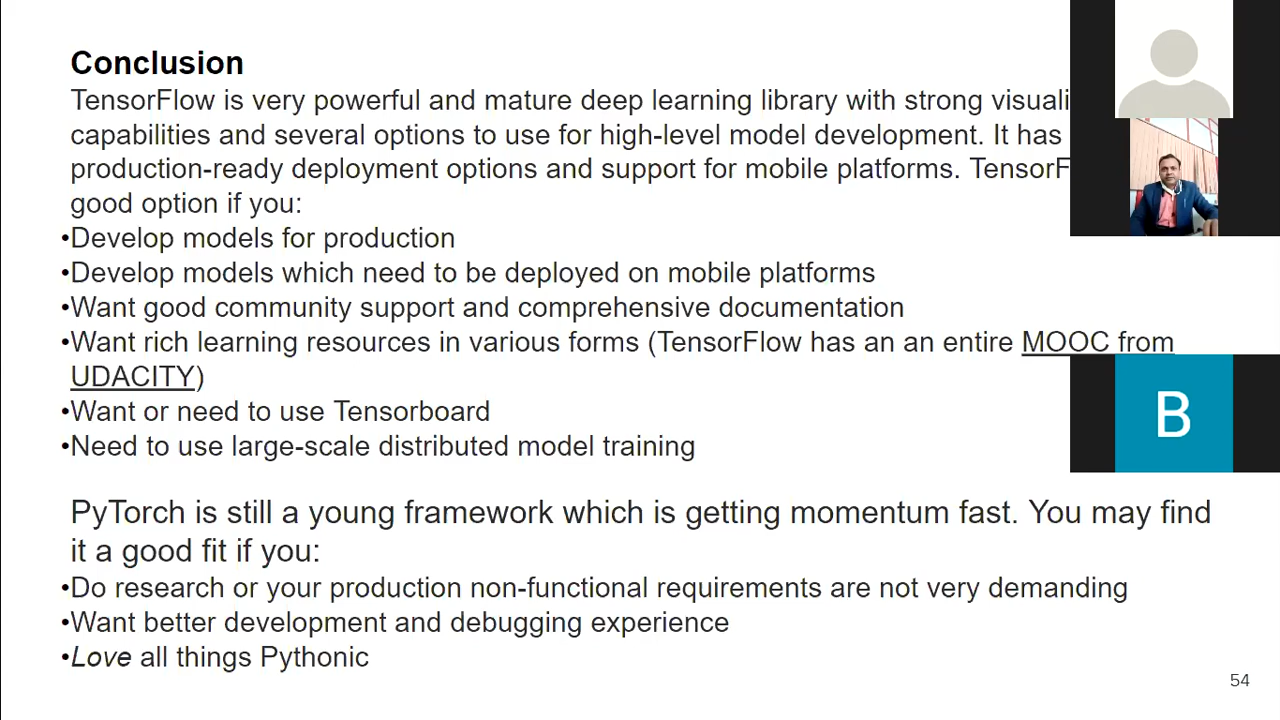 Conclusion
TensorFlow is very powerful and mature deep learning library with strong
capabilities and several options to use for high-level model development. It has
production-ready deployment options and support for mobile platforms.
good option if you:
•Develop models for production
•Develop models which need to be deployed on mobile platforms
•Want good community support and comprehensive documentation
•Want rich learning resources in various forms (TensorFlow has an an entire MOOC from
UDACITY)
•Want or need to use Tensorboard
•Need to use large-scale distributed model training
B
PyTorch is still a young framework which is getting momentum fast. You may find
it a good fit if you:
•Do research or your production non-functional requirements are not very demanding
•Want better development and debugging experience
•Love all things Pythonic
54